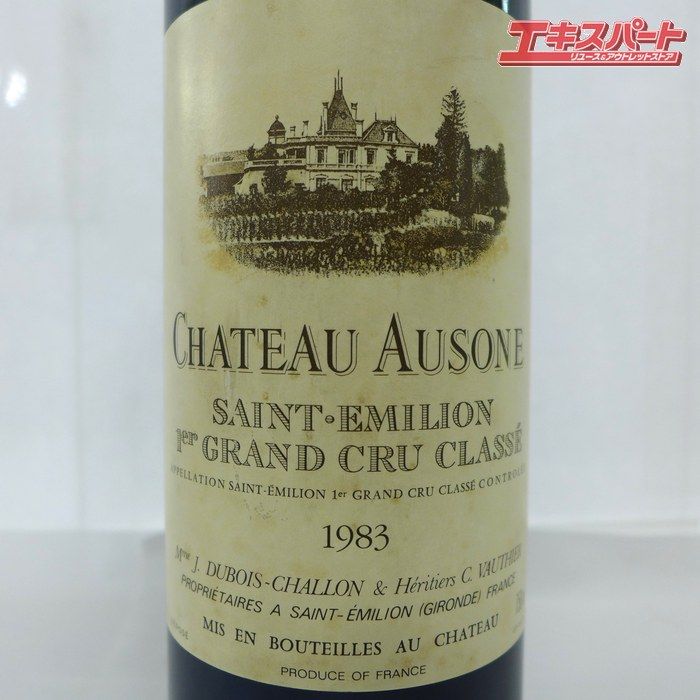 エキスパート
リユース&アウトレットストア
CHATEAU AUSONE
SAINT-EMILION
1er GRAND CRU CLASSÉ
APPELLATION SAINT-ÉMILION 1er GRAND CRU CLASSÉ CONTROLÉE
1983
Mme J. DUBOIS-CHALLON & Héritiers C. VAUTHIER
PROPRIÉTAIRES A SAINT-ÉMILION (GIRONDE) FRANCE
MIS EN BOUTEILLES AU CHATEAU
PRODUCE OF FRANCE